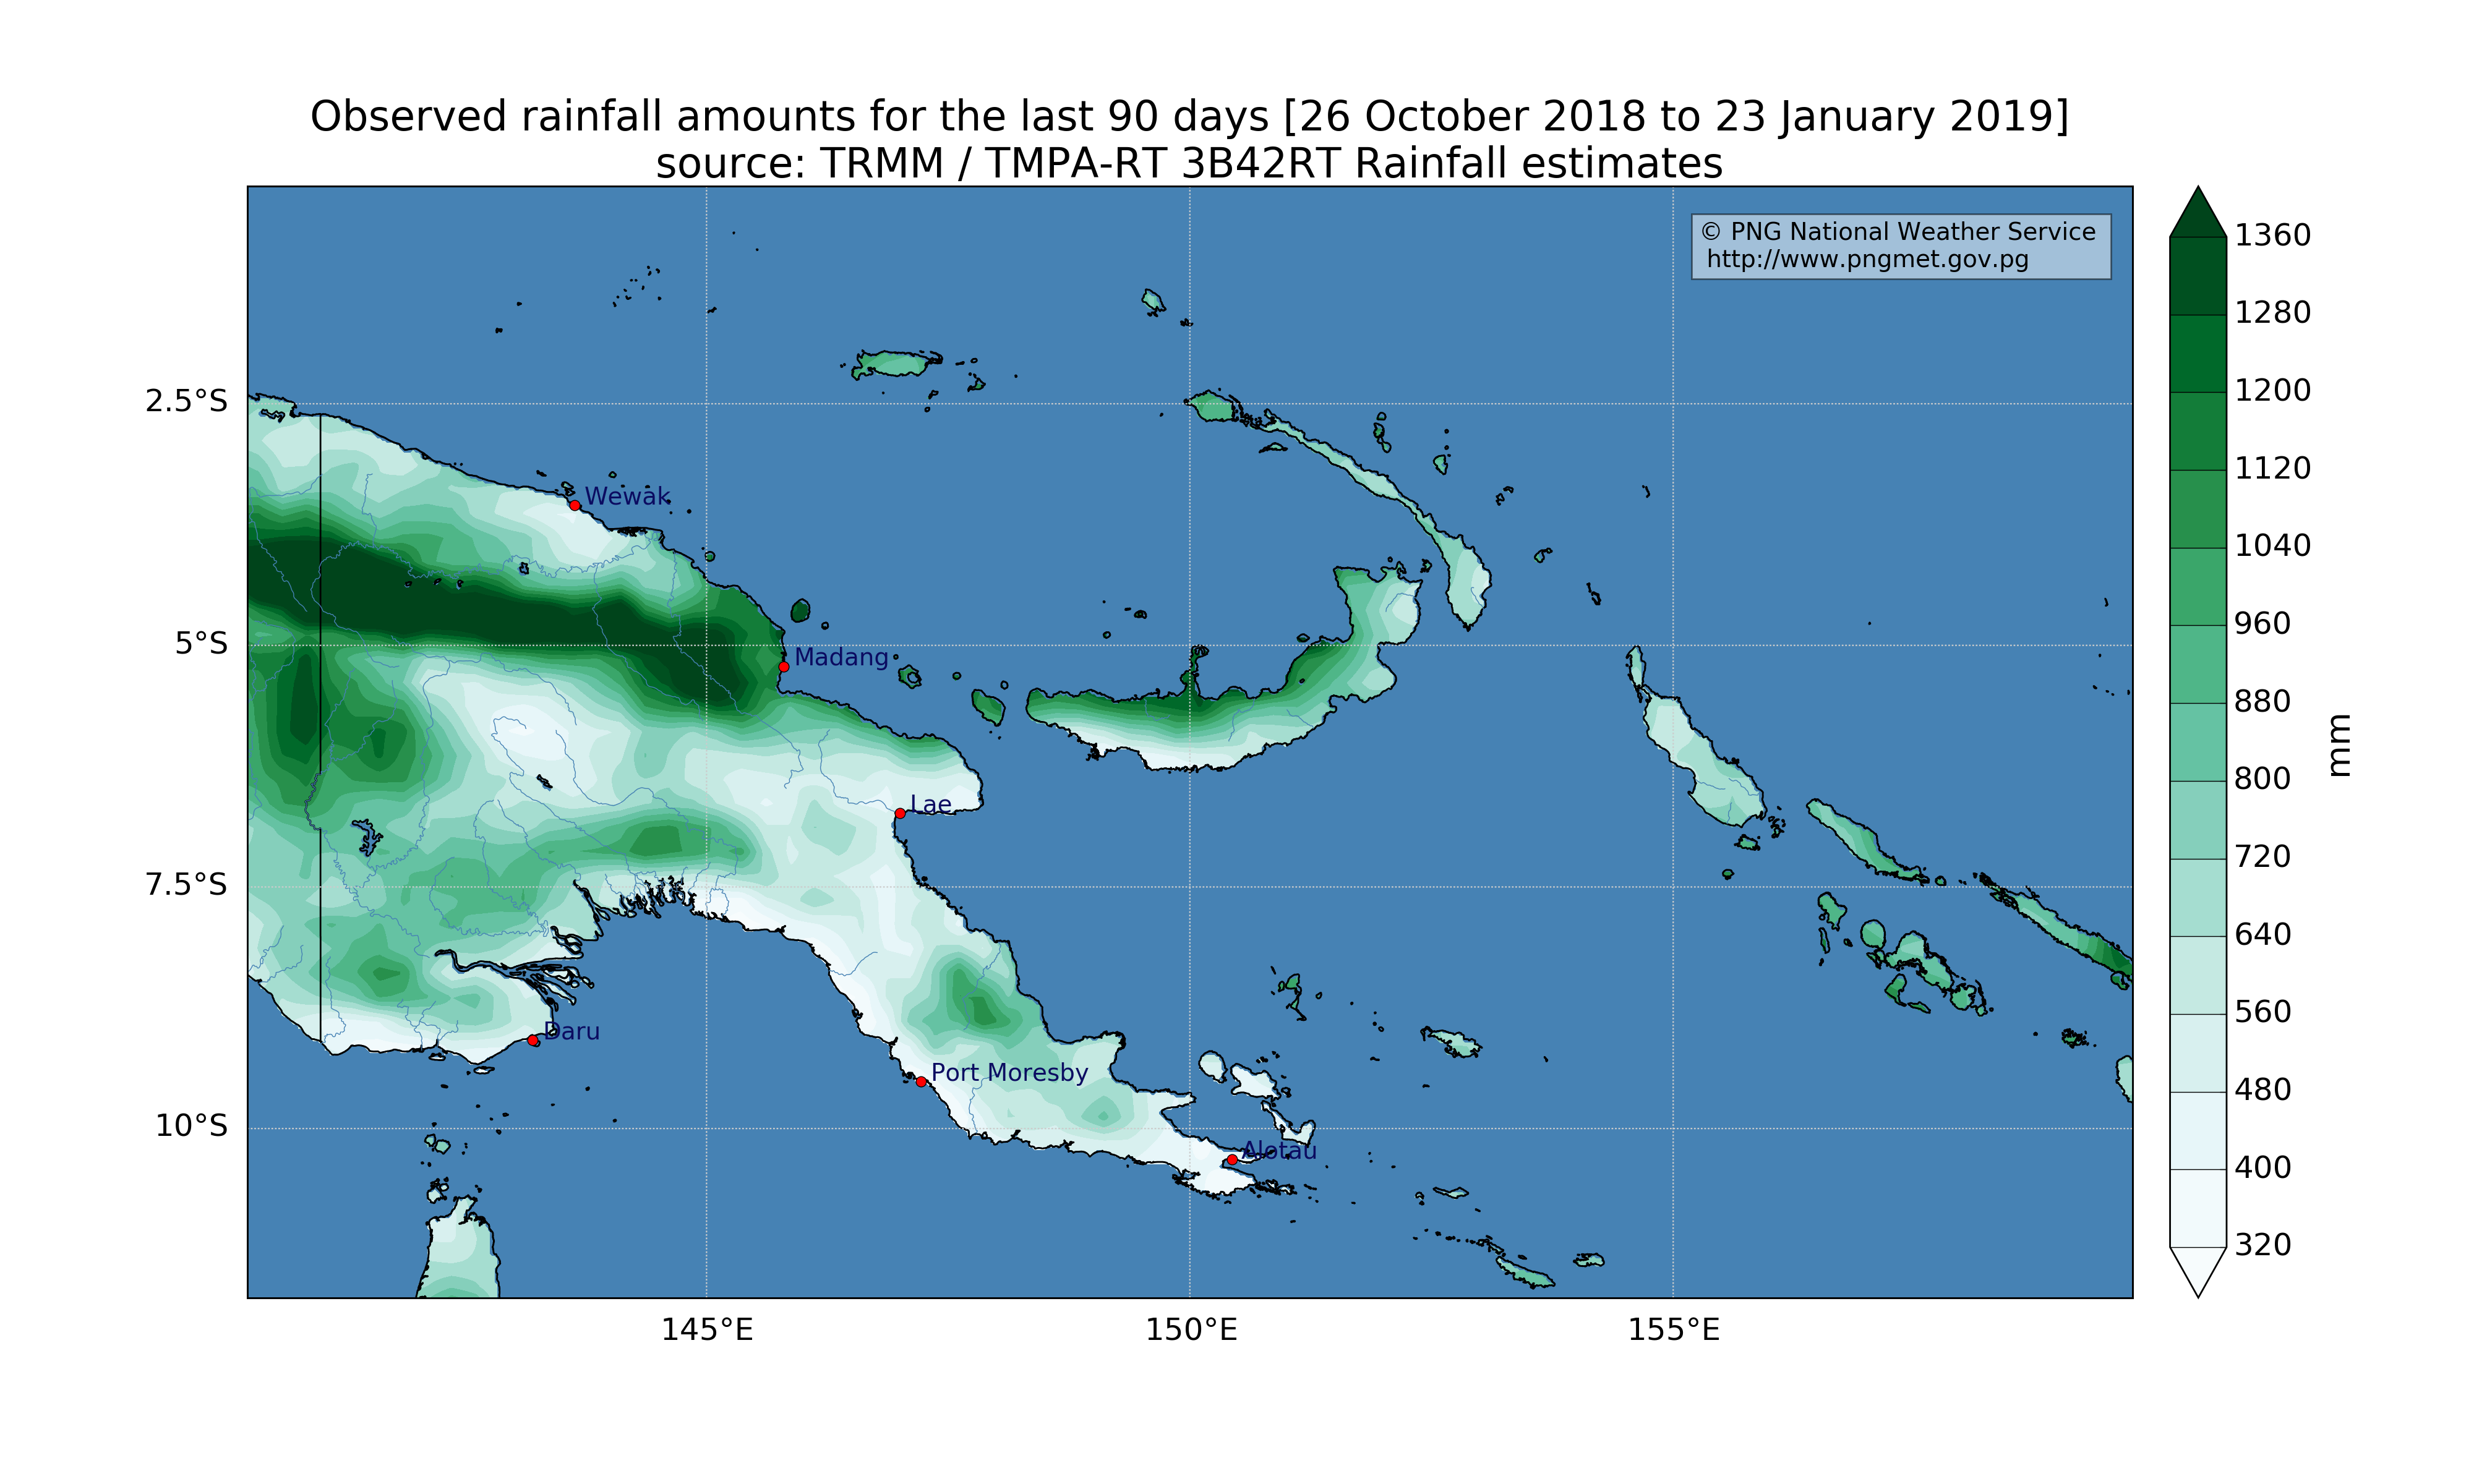 Observed rainfall amounts for the last 90 days [26 October 2018 to 23 January 2019]
source: TRMM / TMPA-RT 3B42RT Rainfall estimates
© PNG National Weather Service
http://www.pngmet.gov.pg
1360
1280
1200
1120
1040
960
880
800
720
640
560
480
400
320
mm
2.5°S
5°S
7.5°S
10°S
Wewak
Madang
Lae
Daru
Port Moresby
Alotau
145°E
150°E
155°E